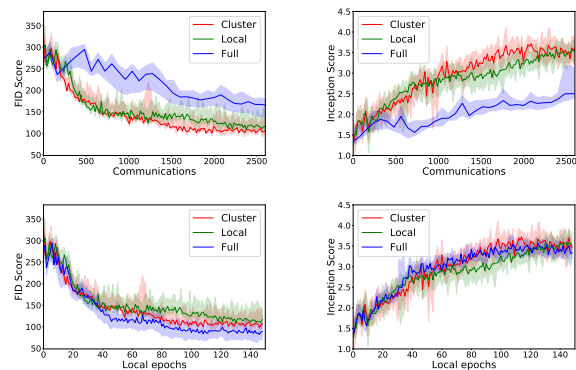 350
300
250
200
150
100
50
FID Score
Cluster
Local
Full
0 500 1000 1500 2000 2500
Communications
4.5
4.0
3.5
3.0
2.5
2.0
1.5
1.0
Inception Score
Cluster
Local
Full
0 500 1000 1500 2000 2500
Communications
350
300
250
200
150
100
50
FID Score
Cluster
Local
Full
0 20 40 60 80 100 120 140
Local epochs
4.5
4.0
3.5
3.0
2.5
2.0
1.5
1.0
Inception Score
Cluster
Local
Full
0 20 40 60 80 100 120 140
Local epochs